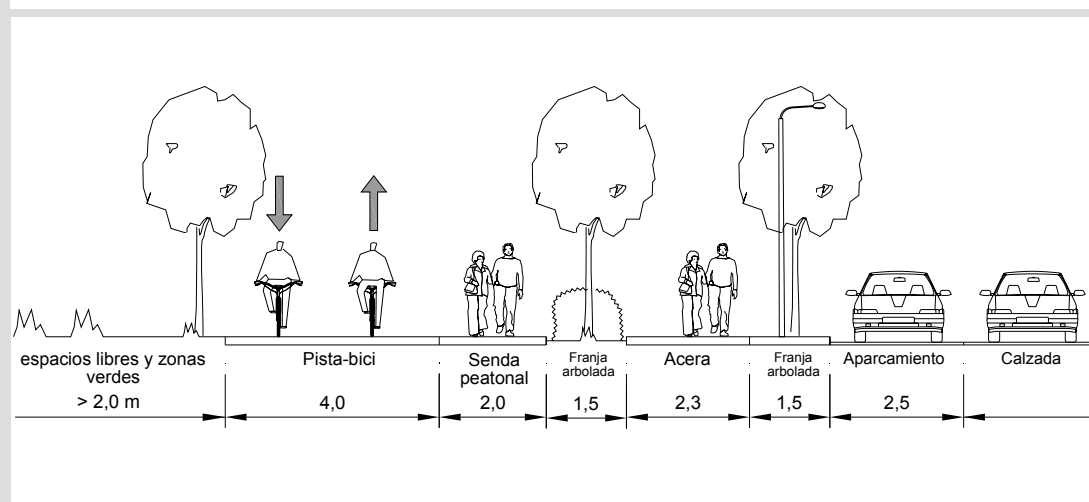 espacios libres y zonas
verdes
> 2,0 m
Pista-bici
4,0
Senda
peatonal
2,0
Franja
arbolada
1,5
Acera
2,3
Franja
arbolada
1,5
Aparcamiento
2,5
Calzada